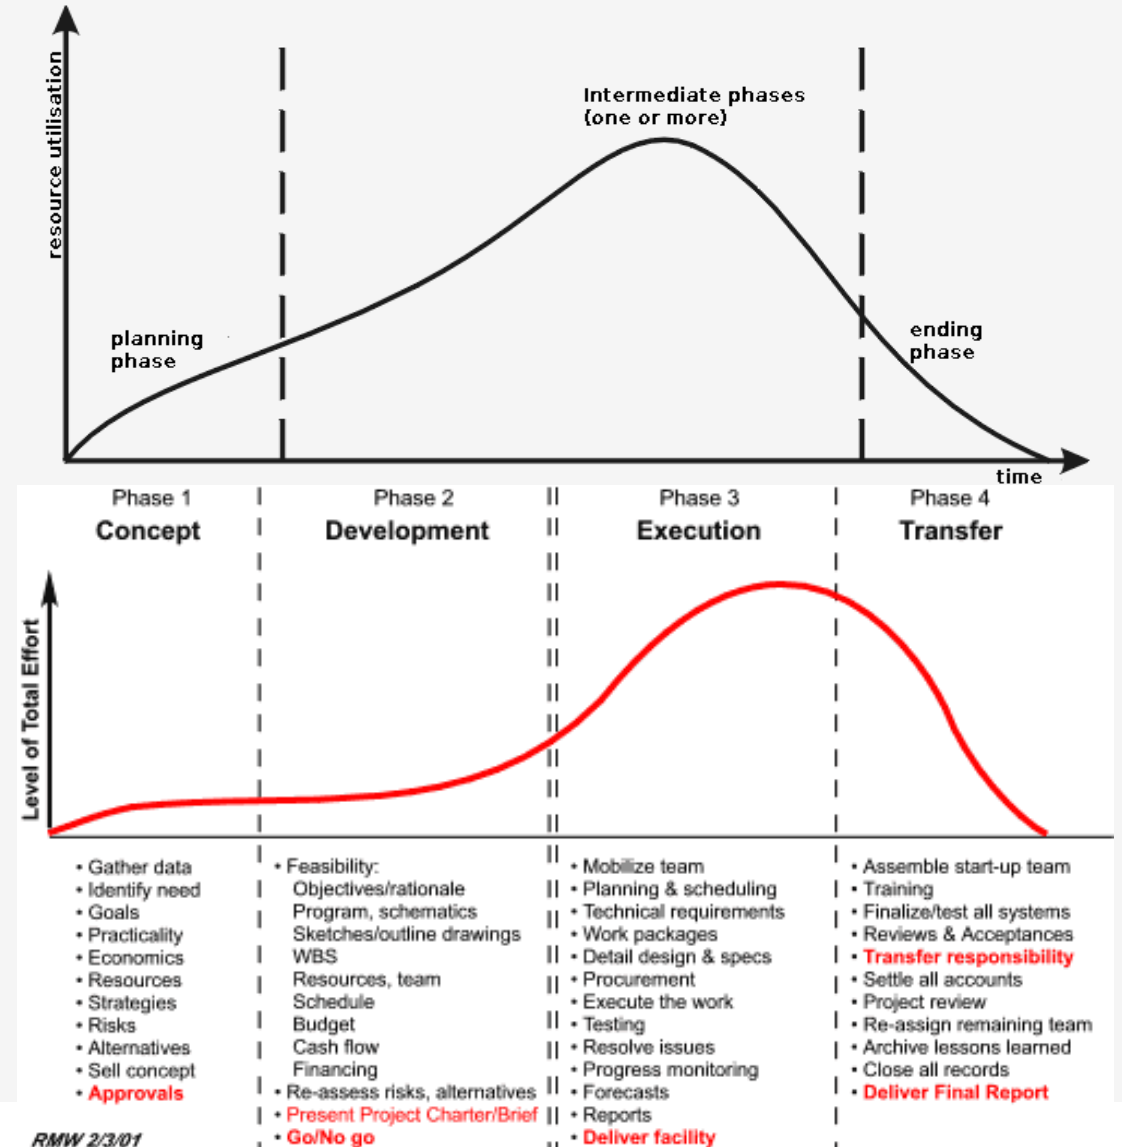 resource utilisation
Intermediate phases
(one or more)
planning
phase
ending
phase
time
Phase 1
Concept
Phase 2
Development
Phase 3
Execution
Phase 4
Transfer
Level of Total Effort
• Gather data
• Identify need
• Goals
• Practicality
• Economics
• Resources
• Strategies
• Risks
• Alternatives
• Sell concept
• Approvals
• Feasibility:
Objectives/rationale
Program, schematics
Sketches/outline drawings
WBS
Resources, team
Schedule
Budget
Cash flow
Financing
• Re-assess risks, alternatives
• Present Project Charter/Brief
• Go/No go
• Mobilize team
• Planning & scheduling
• Technical requirements
• Work packages
• Detail design & specs
• Procurement
• Execute the work
• Testing
• Resolve issues
• Progress monitoring
• Forecasts
• Reports
• Deliver facility
• Assemble start-up team
• Training
• Finalize/test all systems
• Reviews & Acceptances
• Transfer responsibility
• Settle all accounts
• Project review
• Re-assign remaining team
• Archive lessons learned
• Close all records
• Deliver Final Report
RMW 2/3/01